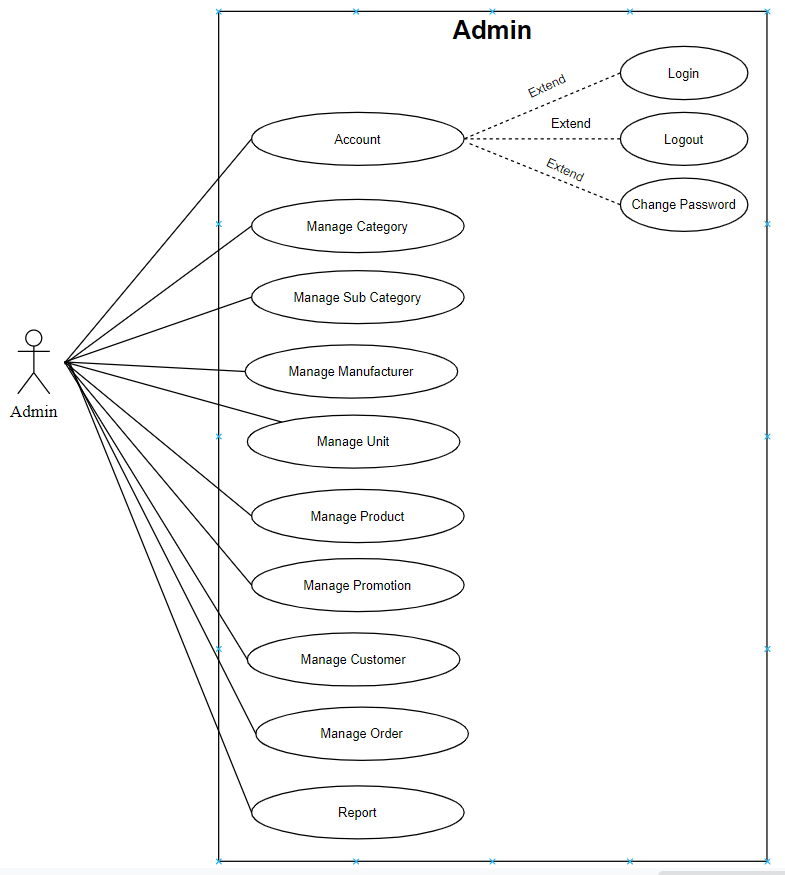 Admin
Extend
Login
Extend
Account
Logout
Extend
Change Password
Manage Category
Manage Sub Category
Manage Manufacturer
Admin
Manage Unit
Manage Product
Manage Promotion
Manage Customer
Manage Order
Report